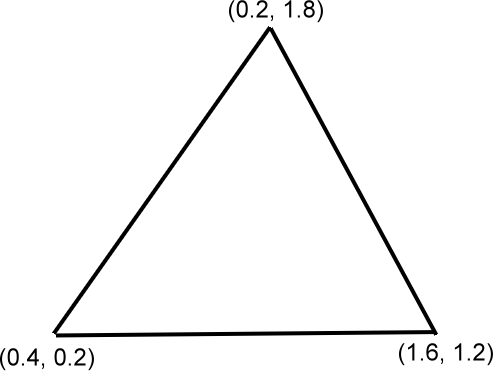 (0.2, 1.8)
(0.4, 0.2)
(1.6, 1.2)